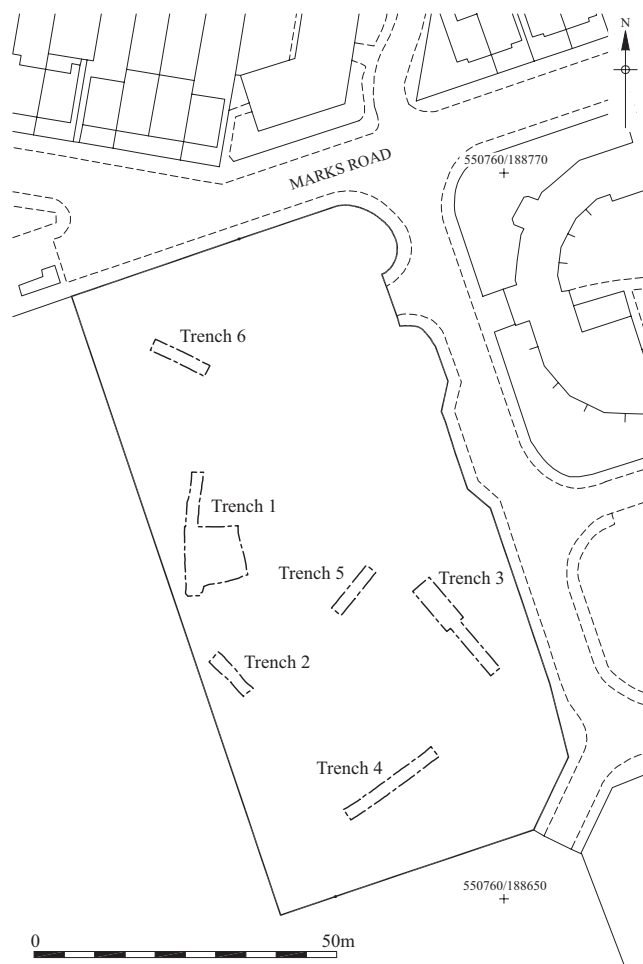 N
550760/188770
MARKS ROAD
Trench 6
Trench 1
Trench 5
Trench 3
Trench 2
Trench 4
550760/188650
0 50m